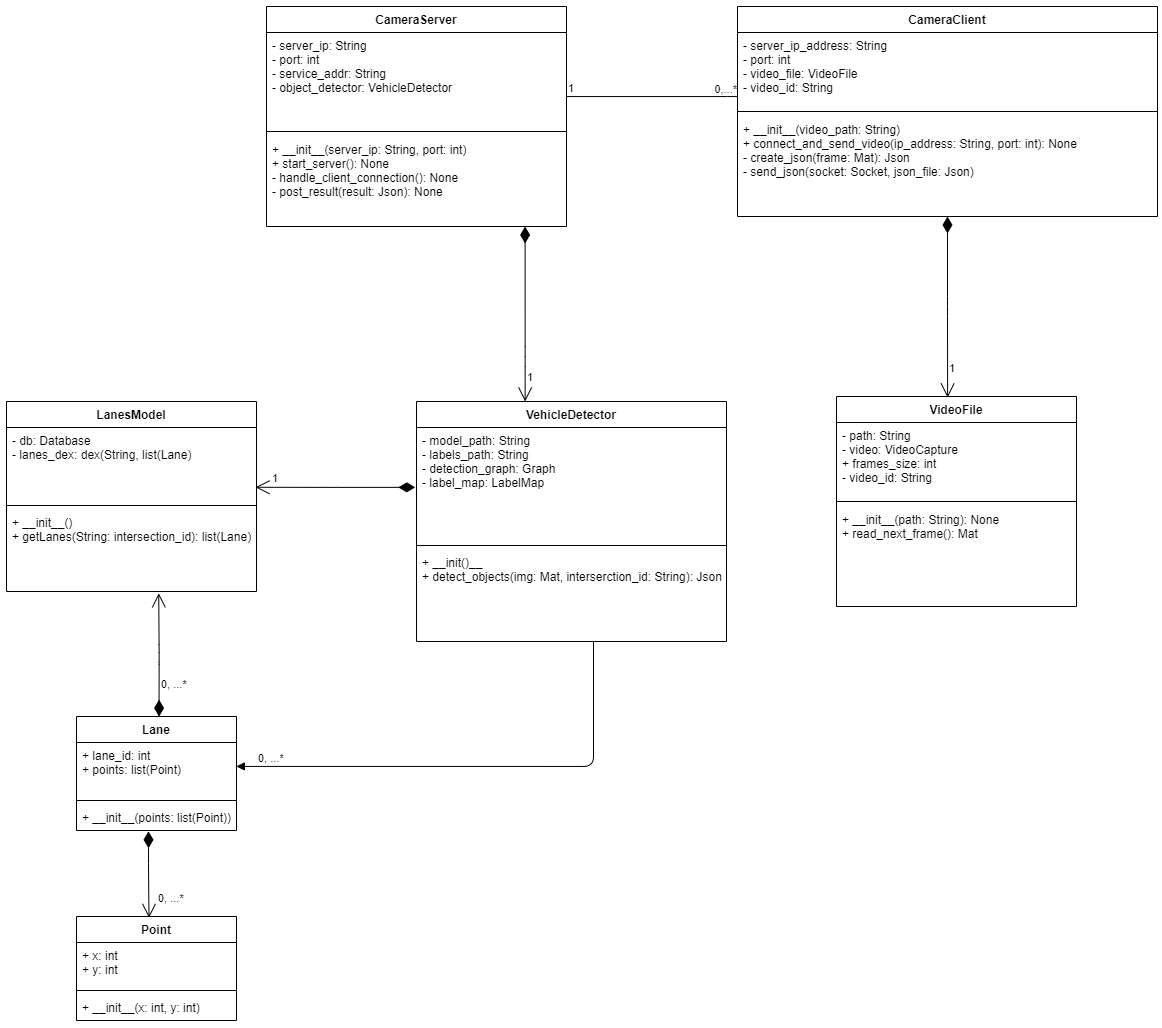 CameraServer
- server_ip: String
- port: int
- service_addr: String
- object_detector: VehicleDetector
+ __init__(server_ip: String, port: int)
+ start_server(): None
- handle_client_connection(): None
- post_result(result: Json): None
1
0,...*
CameraClient
- server_ip_address: String
- port: int
- video_file: VideoFile
- video_id: String
+ __init__(video_path: String)
+ connect_and_send_video(ip_address: String, port: int): None
- create_json(frame: Mat): Json
- send_json(socket: Socket, json_file: Json)
1
1
LanesModel
- db: Database
- lanes_dex: dex(String, list(Lane)
+ __init__()
+ getLanes(String: intersection_id): list(Lane)
1
VehicleDetector
- model_path: String
- labels_path: String
- detection_graph: Graph
- label_map: LabelMap
+ __init()__
+ detect_objects(img: Mat, interserction_id: String): Json
VideoFile
- path: String
- video: VideoCapture
+ frames_size: int
- video_id: String
+ __init__(path: String): None
+ read_next_frame(): Mat
0, ...*
Lane
+ lane_id: int
+ points: list(Point)
+ __init__(points: list(Point))
0, ...*
0, ...*
Point
+ x: int
+ y: int
+ __init__(x: int, y: int)